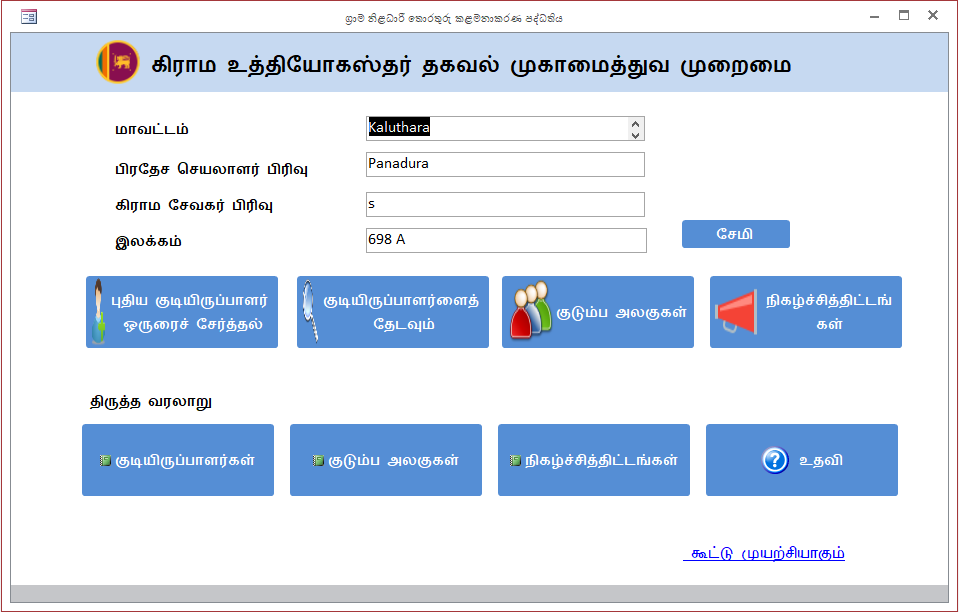 ග්‍රාම නිළධාරී තොරතුරු කළමනාකරණ පද්ධතිය
கிராம உத்தியோகஸ்தர் தகவல் முகாமைத்துவ முறைமை
மாவட்டம்
Kaluthara
பிரதேச செயலாளர் பிரிவு
Panadura
கிராம சேவகர் பிரிவு
s
இலக்கம்
698 A
சேமி
புதிய குடியிருப்பாளர்
ஒருரைச் சேர்த்தல்
குடியிருப்பாளர்ளைத்
தேடவும்
குடும்ப அலகுகள்
நிகழ்ச்சித்திட்டங்
கள்
திருத்த வரலாறு
குடியிருப்பாளர்கள்
குடும்ப அலகுகள்
நிகழ்ச்சித்திட்டங்கள்
உதவி
கூட்டு முயற்சியாகும்